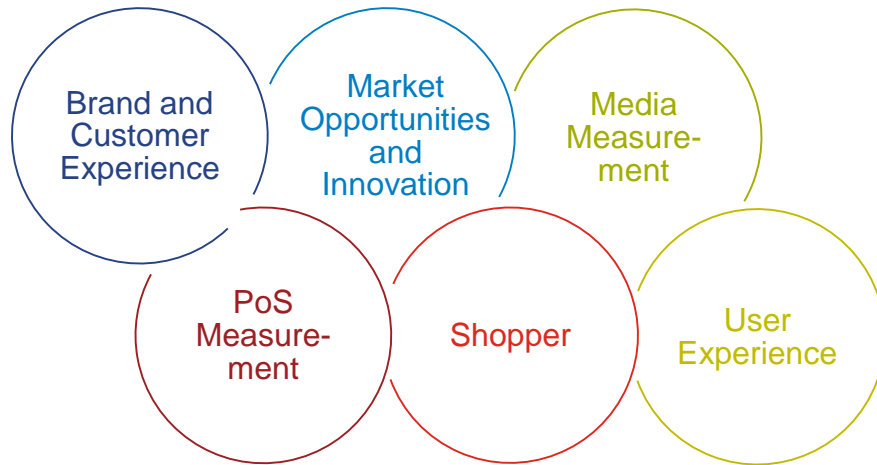 Brand and
Customer
Experience
Market
Opportunities
and
Innovation
Media
Measure-
ment
PoS
Measure-
ment
Shopper
User
Experience